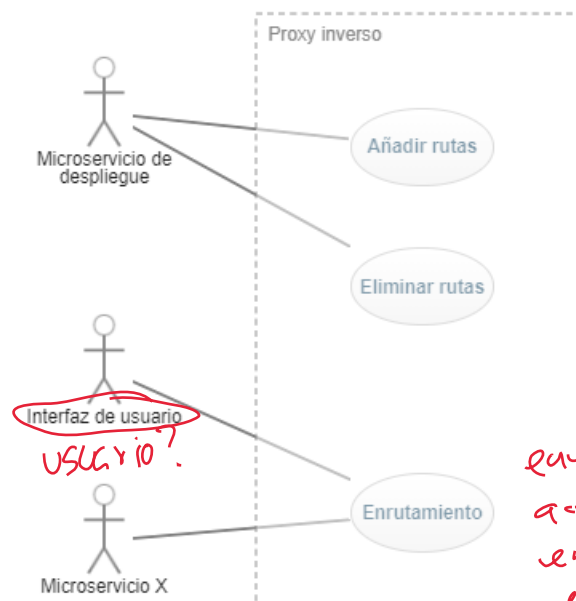 Proxy inverso
Añadir rutas
Microservicio de
despliegue
Eliminar rutas
Interfaz de usuario
usuario?
Enrutamiento
Microservicio X